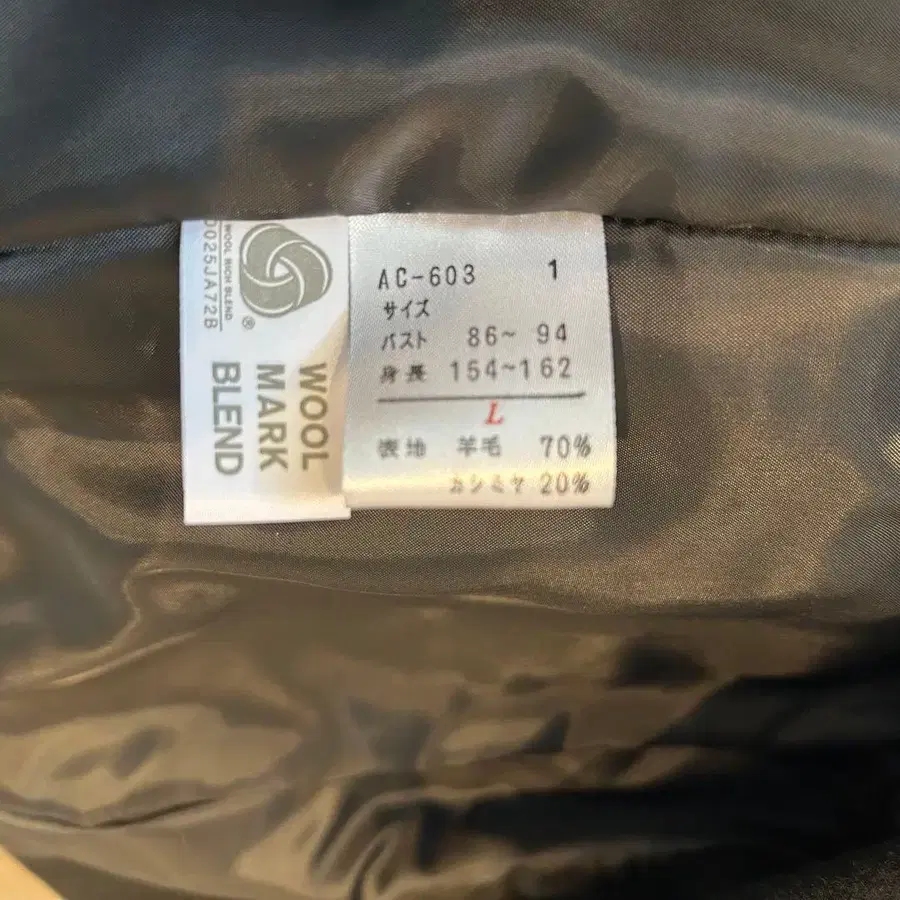 WOOL
MARK
BLEND
WOOL RICH BLEND
0025JA72B
®
AC-603 1
サイズ
バスト 86~ 94
身長 154~162
L
表地 羊毛 70%
カシミヤ 20%